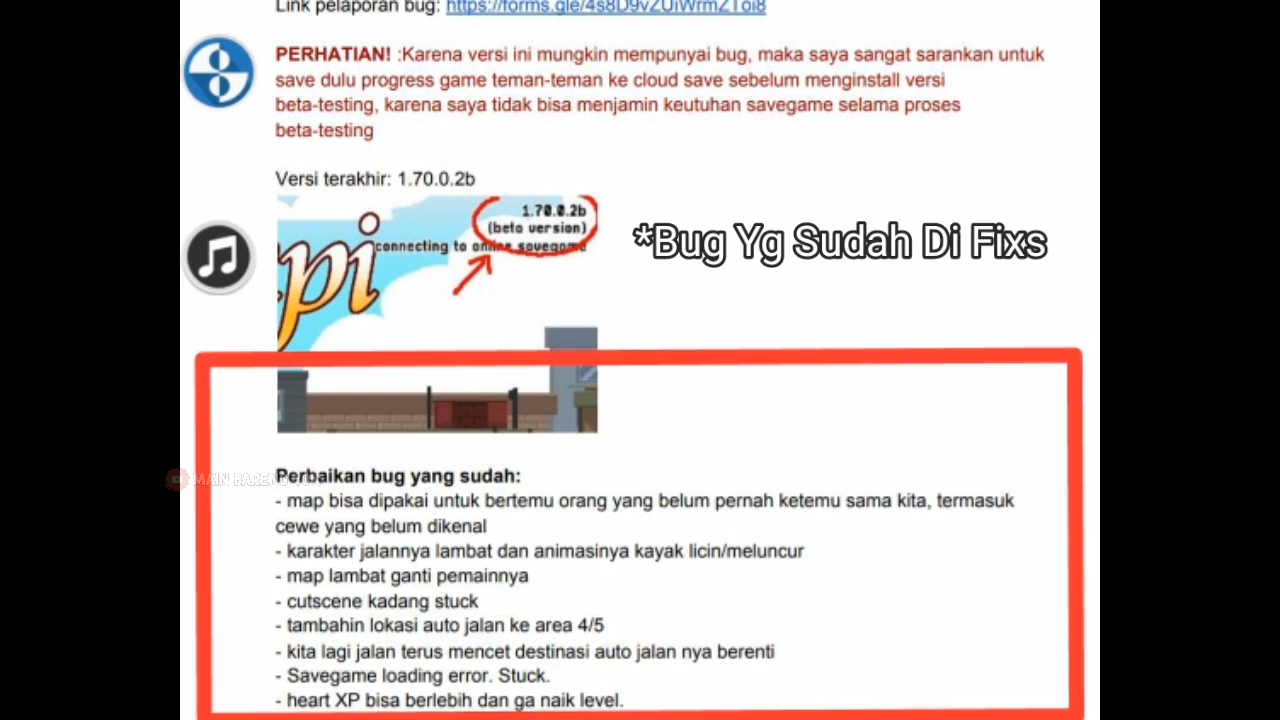 Link pelaporan bug: https://forms.gle/4s8D9vZUiWrmZToi8
PERHATIAN! :Karena versi ini mungkin mempunyai bug, maka saya sangat sarankan untuk
save dulu progress game teman-teman ke cloud save sebelum menginstall versi
beta-testing, karena saya tidak bisa menjamin keutuhan savegame selama proses
beta-testing
Versi terakhir: 1.70.0.2b
1.70.0.2b
(beta version)
connecting to online savegame
pi
*Bug Yg Sudah Di Fixs
MAIN BARENG
Perbaikan bug yang sudah:
- map bisa dipakai untuk bertemu orang yang belum pernah ketemu sama kita, termasuk
cewe yang belum dikenal
- karakter jalannya lambat dan animasinya kayak licin/meluncur
- map lambat ganti pemainnya
- cutscene kadang stuck
- tambahin lokasi auto jalan ke area 4/5
- kita lagi jalan terus mencet destinasi auto jalan nya berenti
- Savegame loading error. Stuck.
- heart XP bisa berlebih dan ga naik level.